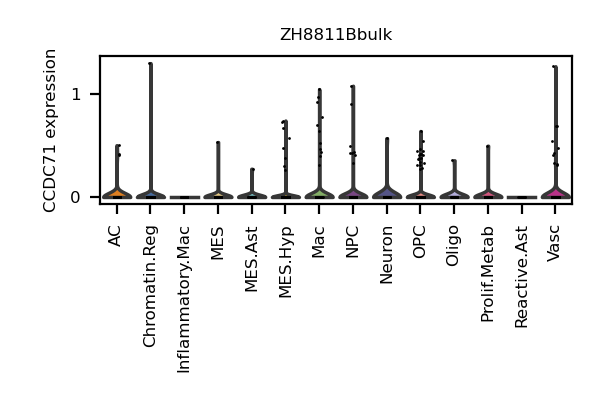 ZH8811Bbulk
CCDC71 expression
1
0
AC
Chromatin.Reg
Inflammatory.Mac
MES
MES.Ast
MES.Hyp
Mac
NPC
Neuron
OPC
Oligo
Prolif.Metab
Reactive.Ast
Vasc